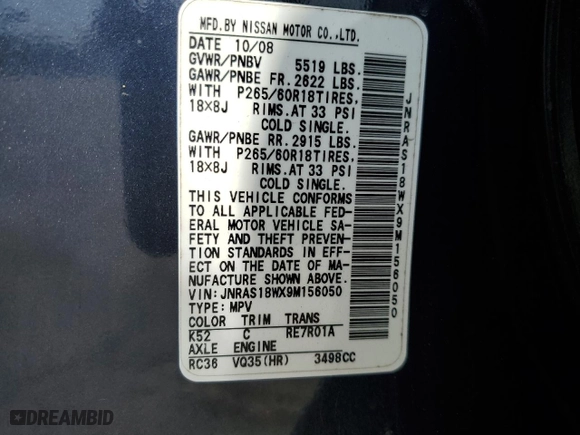 MFD.BY NISSAN MOTOR CO.,LTD.
DATE 10/08
GVWR/PNBV 5519 LBS.
GAWR/PNBE FR.2622 LBS.
WITH P265/60R18TIRES,
18X8J RIMS.AT 33 PSI
COLD SINGLE.
GAWR/PNBE RR.2915 LBS.
WITH P265/60R18TIRES,
18X8J RIMS.AT 33 PSI
COLD SINGLE.
THIS VEHICLE CONFORMS
TO ALL APPLICABLE FED-
ERAL MOTOR VEHICLE SA-
FETY AND THEFT PREVEN-
TION STANDARDS IN EFF-
ECT ON THE DATE OF MA-
NUFACTURE SHOWN ABOVE.
VIN:JNRAS18WX9M156050
TYPE:MPV
COLOR TRIM TRANS
K52 C RE7R01A
AXLE ENGINE
RC36 VQ35(HR) 3498CC
JNRAS18WX9M156050
DREAMBID